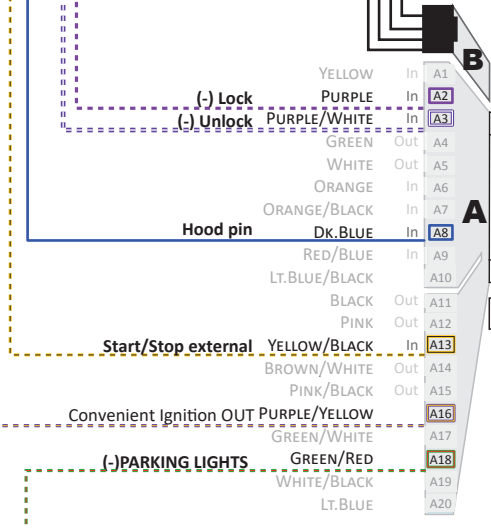 B
YELLOW In A1
(-) Lock PURPLE In A2
(-) Unlock PURPLE/WHITE In A3
GREEN Out A4
WHITE Out A5
ORANGE In A6
ORANGE/BLACK In A7
A
Hood pin DK.BLUE In A8
RED/BLUE In A9
LT.BLUE/BLACK A10
BLACK Out A11
PINK Out A12
Start/Stop external YELLOW/BLACK In A13
BROWN/WHITE Out A14
PINK/BLACK Out A15
Convenient Ignition OUT PURPLE/YELLOW A16
GREEN/WHITE A17
(-)PARKING LIGHTS GREEN/RED A18
WHITE/BLACK A19
LT.BLUE A20